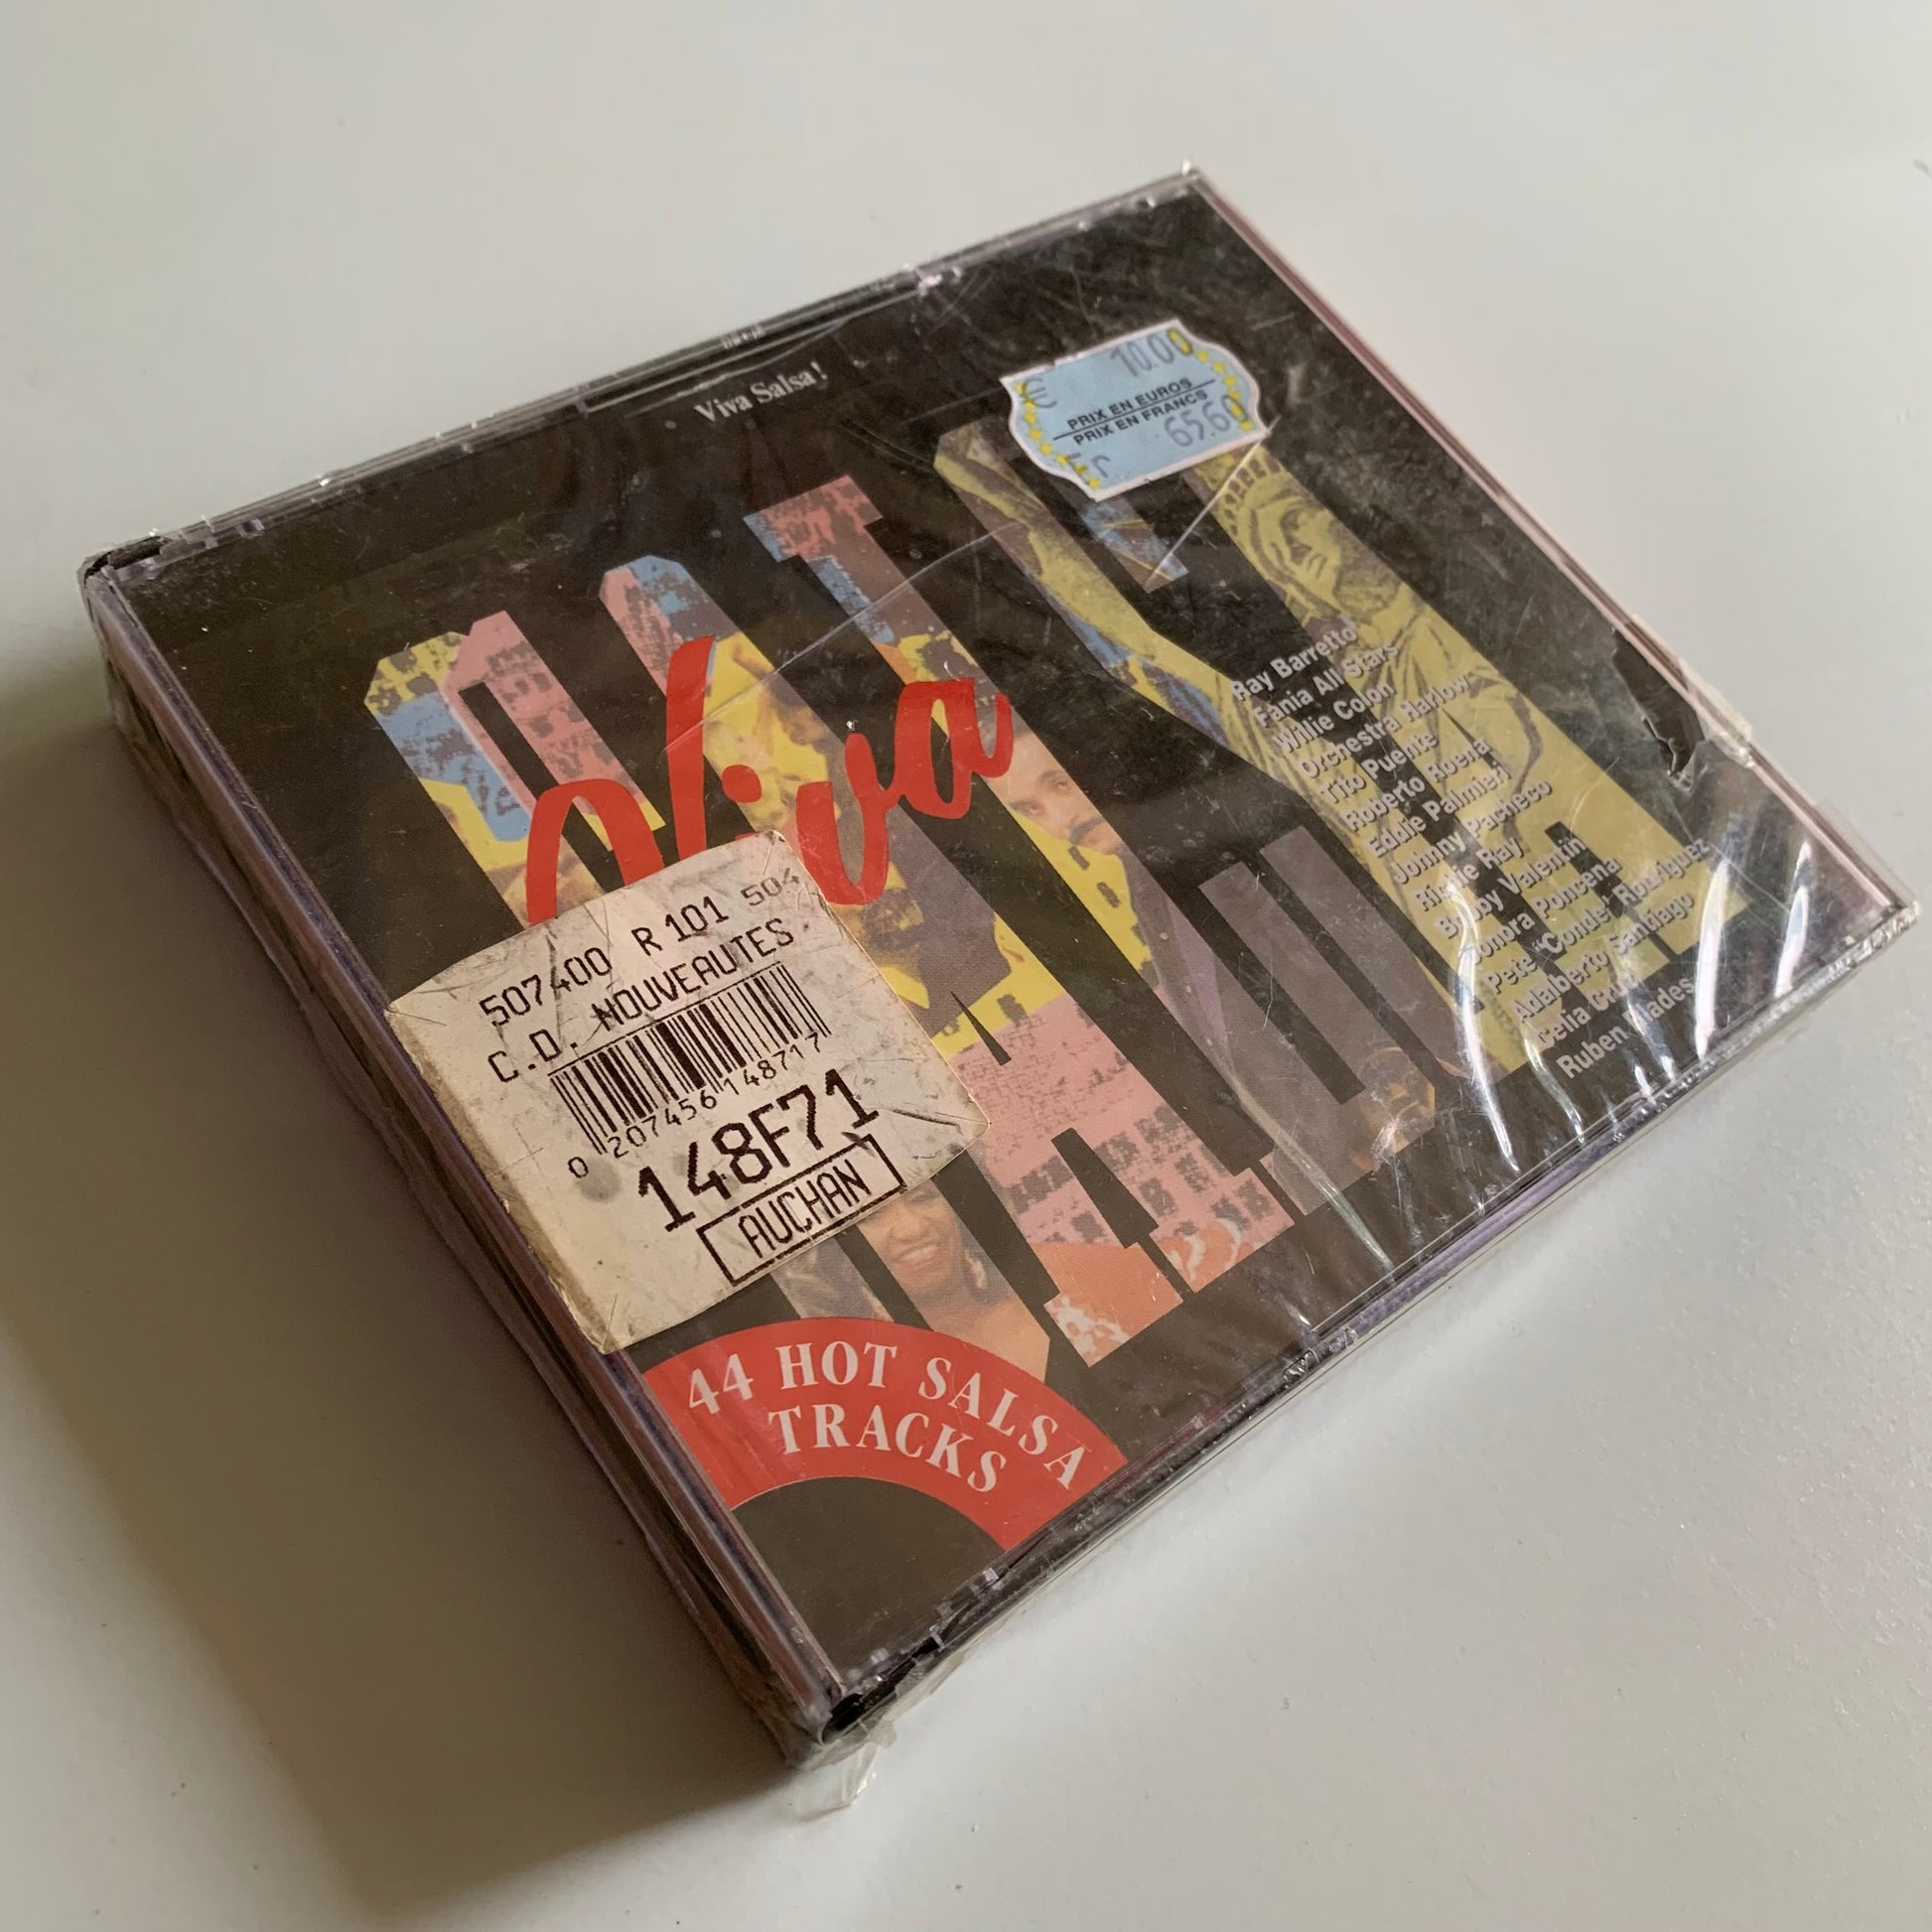 Viva Salsa!
€ 10.00
PRIX EN EUROS
PRIX EN FRANCS
Fr 65.60
Viva
SALSA
Ray Barretto
Fania All Stars
Willie Colon
Orchestra Harlow
Tito Puente
Roberto Roena
Eddie Palmieri
Johnny Pacheco
Richie Ray
Bobby Valentin
Sonora Poncena
Pete "Conde" Rodriguez
Adalberto Santiago
Celia Cruz
Ruben Blades
507400 R 101 504
C.D. NOUVEAUTES
0 207456 148717
148F71
AUCHAN
44 HOT SALSA
TRACKS